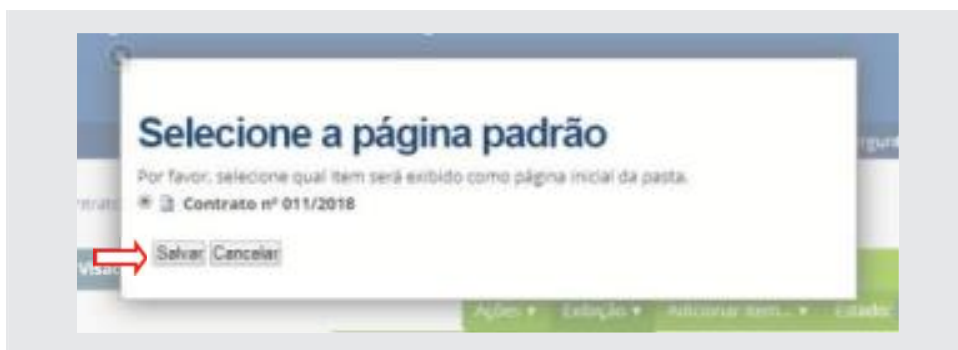 Selecione a página padrão
Por favor, selecione qual item será exibido como página inicial da pasta.
Contrato nº 011/2018
Salvar Cancelar
Ações Exibição Adicionar item... Estado: